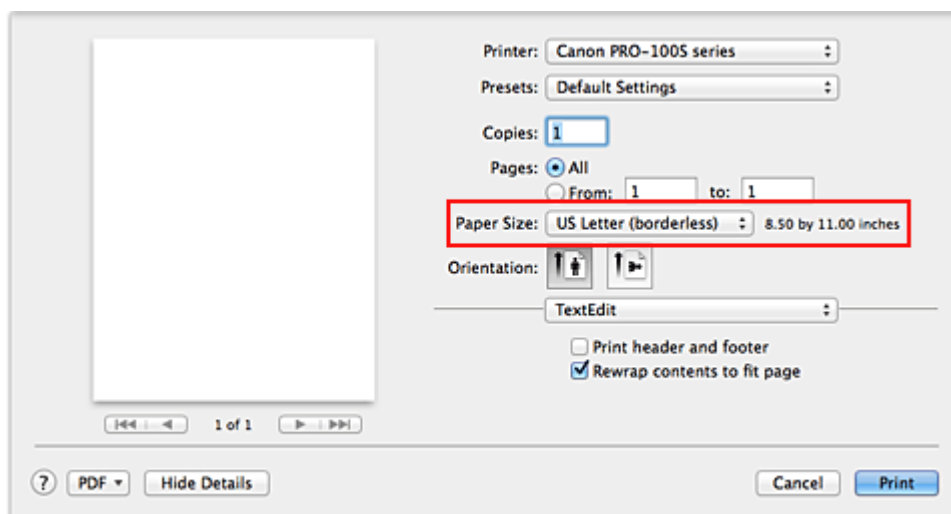 Printer: Canon PRO-100S series
Presets: Default Settings
Copies: 1
Pages: All
From: 1 to: 1
Paper Size: US Letter (borderless) 8.50 by 11.00 inches
Orientation:
TextEdit
Print header and footer
Rewrap contents to fit page
1 of 1
? PDF Hide Details Cancel Print